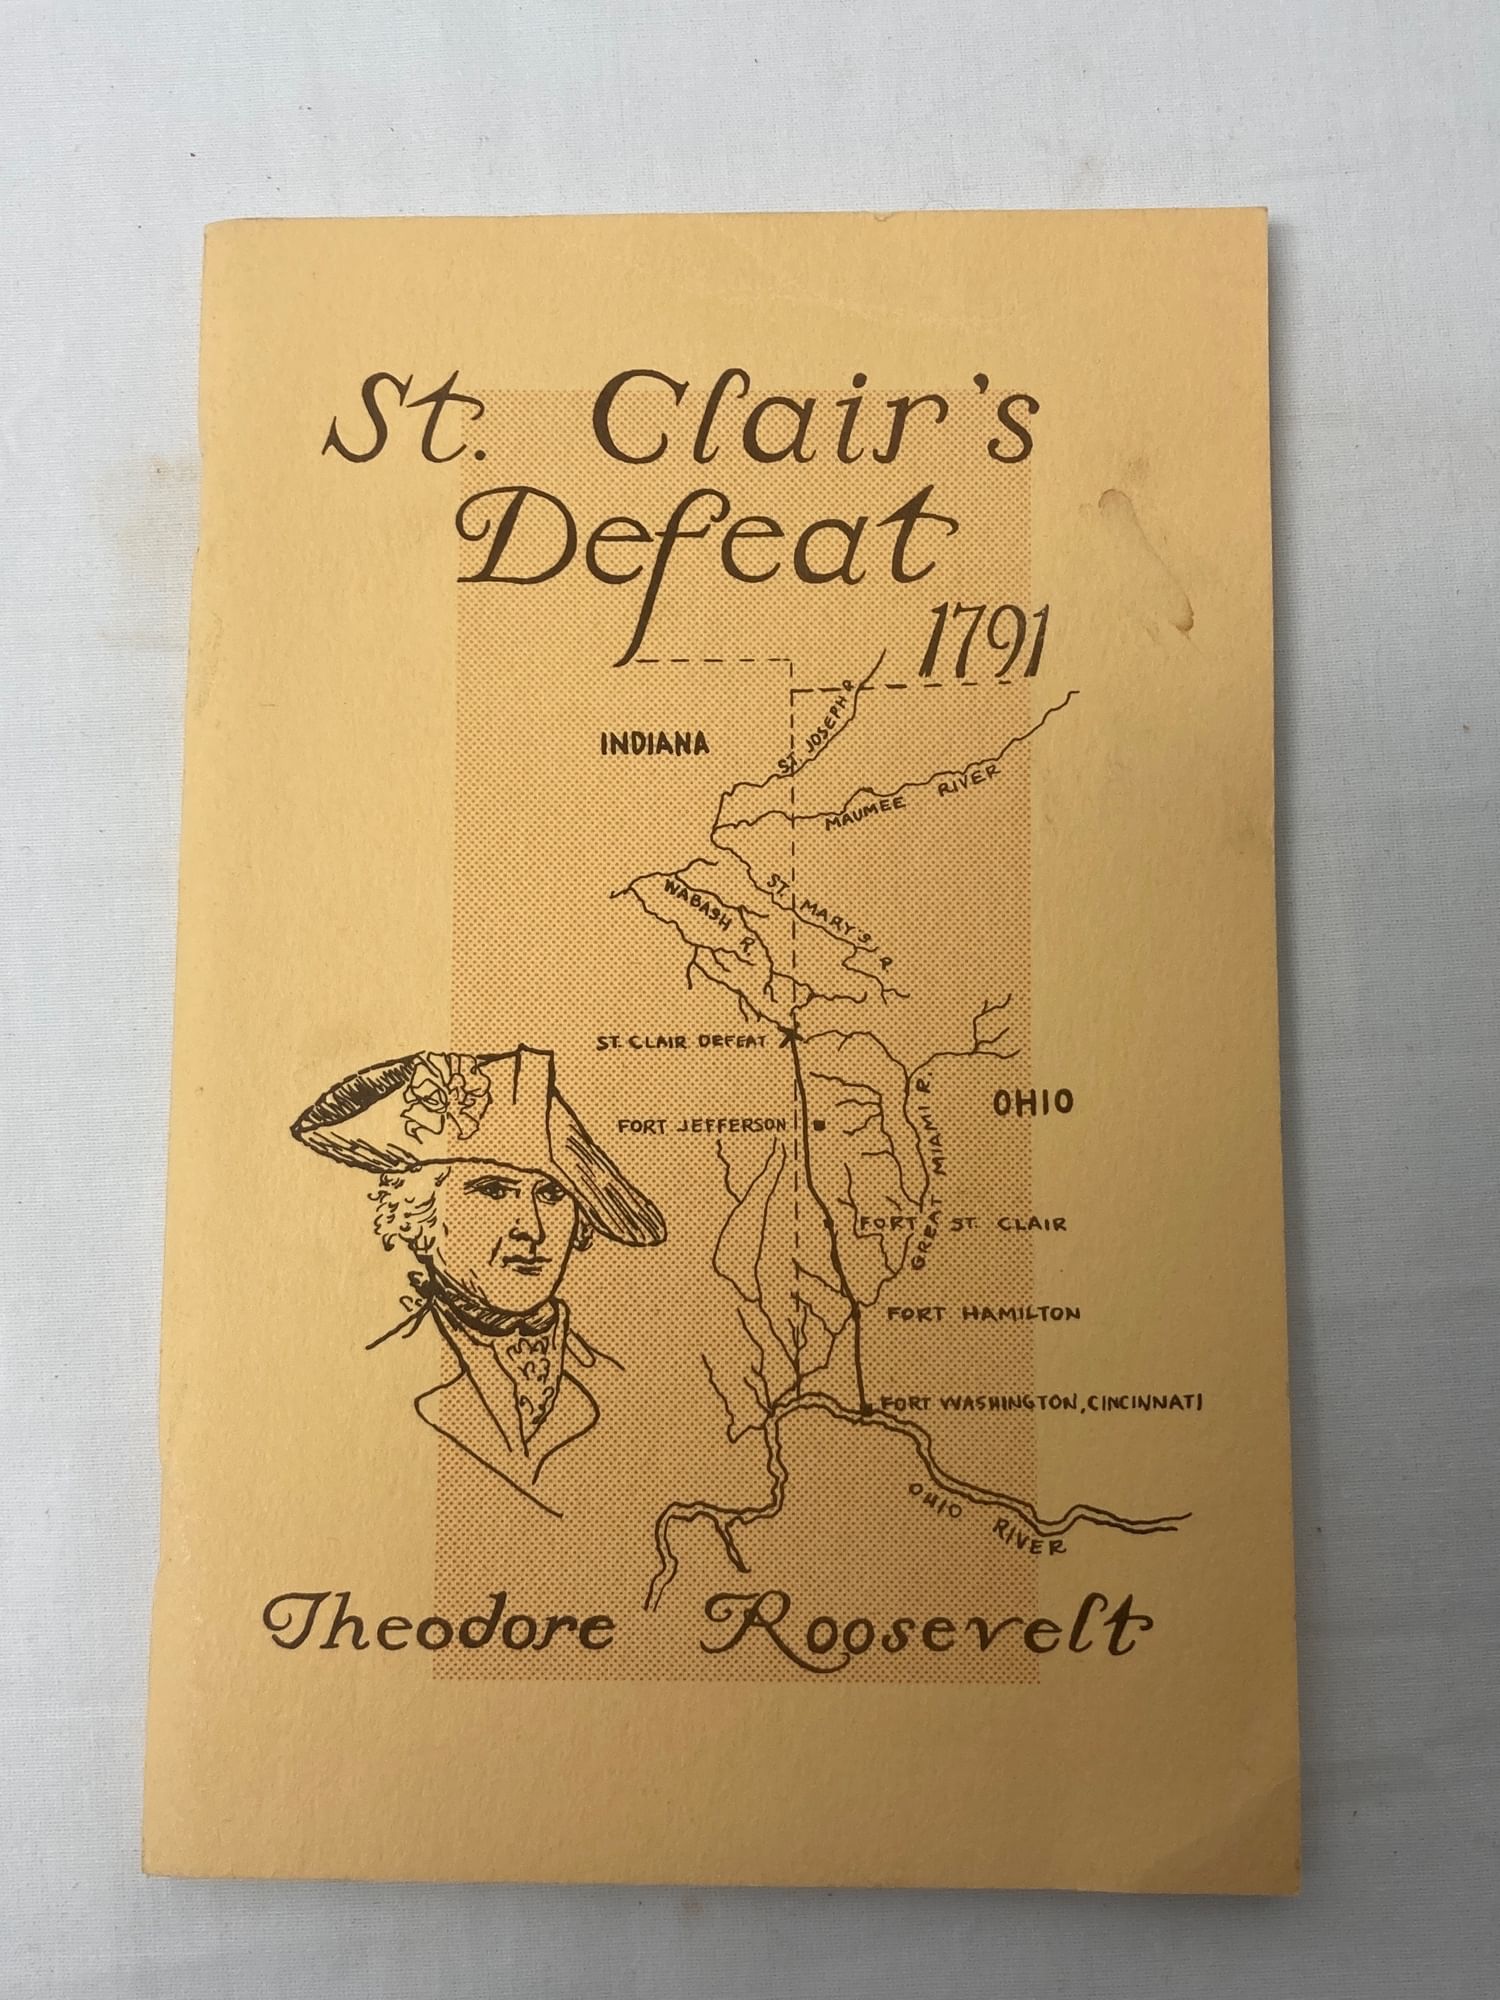 St. Clair's
Defeat
1791
INDIANA
ST. JOSEPH R.
MAUMEE RIVER
WABASH R.
ST. MARY'S R.
ST. CLAIR DEFEAT
OHIO
FORT JEFFERSON
GREAT MIAMI R.
FORT ST. CLAIR
FORT HAMILTON
FORT WASHINGTON, CINCINNATI
OHIO RIVER
Theodore Roosevelt